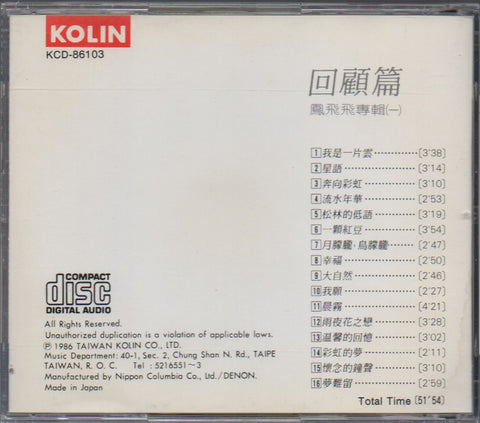 KOLIN
KCD-86103
回顧篇
鳳飛飛專輯(一)
1 我是一片雲 [3'38]
2 星語 [3'14]
3 奔向彩虹 [3'10]
4 流水年華 [2'53]
5 松林的低語 [3'19]
6 一顆紅豆 [3'54]
7 月朦朧‧鳥朦朧 [2'47]
8 幸福 [2'50]
9 大自然 [2'46]
10 我願 [2'27]
11 晨霧 [4'21]
12 雨夜花之戀 [3'28]
13 溫馨的回憶 [3'02]
14 彩虹的夢 [2'11]
15 懷念的鐘聲 [3'10]
16 夢難留 [2'59]
Total Time [51'54]
COMPACT
disc
DIGITAL AUDIO
All Rights Reserved.
Unauthorized duplication is a violation of applicable laws.
Ⓟ 1986 TAIWAN KOLIN CO., LTD.
Music Department: 40-1, Sec. 2, Chung Shan N. Rd., TAIPE
TAIWAN, R. O. C. Tel : 5216551~3
Manufactured by Nippon Columbia Co., Ltd./DENON.
Made in Japan